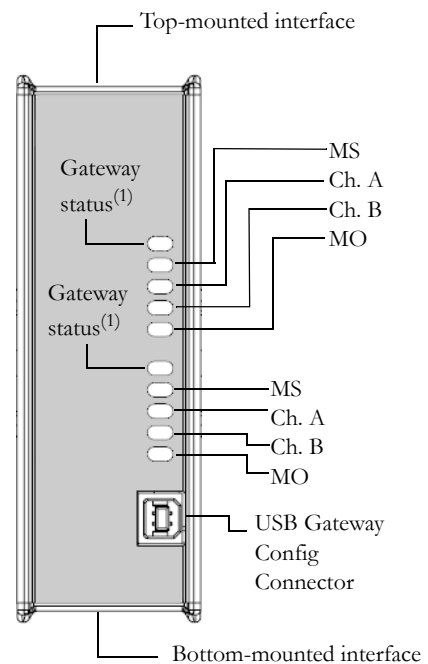 Top-mounted interface
MS
Ch. A
Ch. B
MO
Gateway
status(1)
Gateway
status(1)
MS
Ch. A
Ch. B
MO
USB Gateway
Config
Connector
Bottom-mounted interface